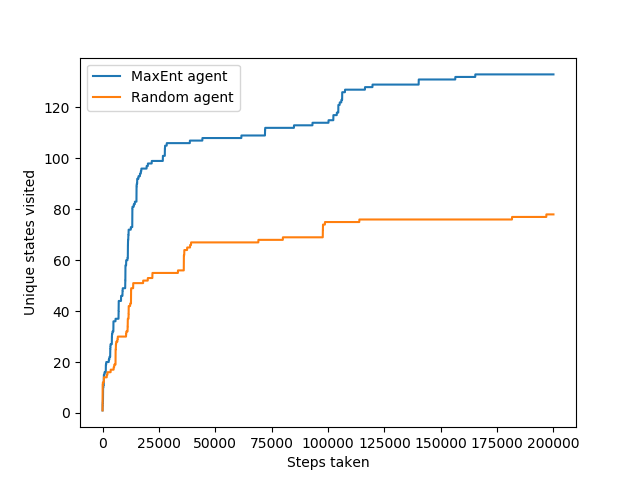 MaxEnt agent
Random agent
120
100
80
60
40
20
0
Unique states visited
0 25000 50000 75000 100000 125000 150000 175000 200000
Steps taken